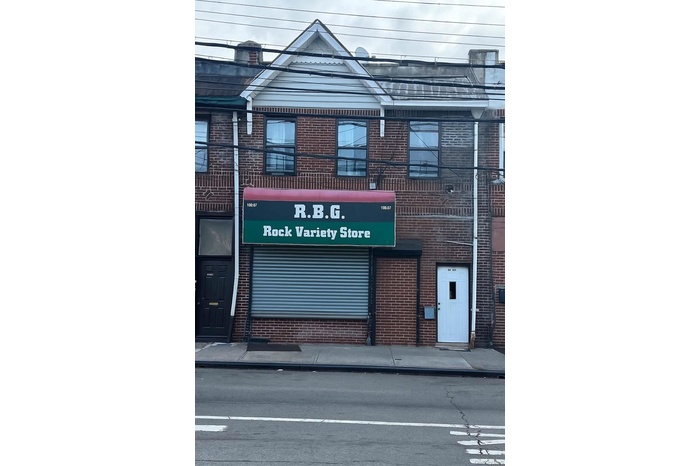 R.B.G.
Rock Variety Store